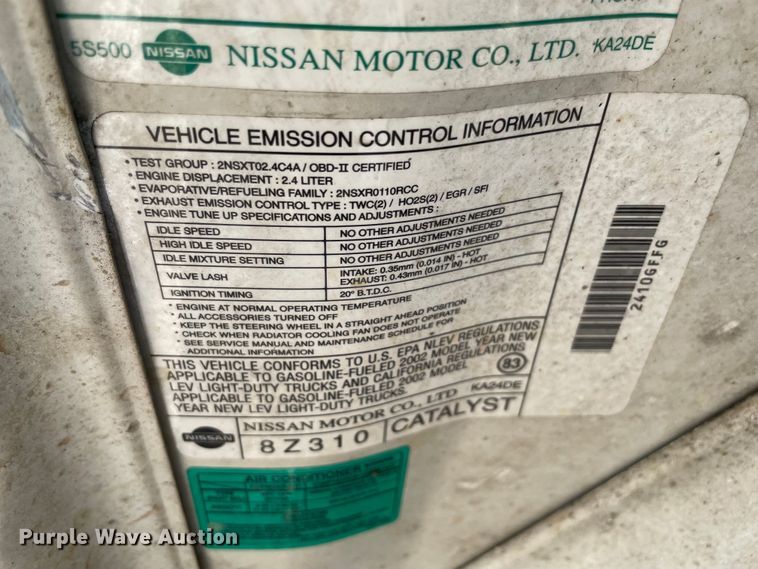 5S500 NISSAN NISSAN MOTOR CO., LTD. KA24DE
VEHICLE EMISSION CONTROL INFORMATION
• TEST GROUP : 2NSXT02.4C4A / OBD-II CERTIFIED
• ENGINE DISPLACEMENT : 2.4 LITER
• EVAPORATIVE/REFUELING FAMILY : 2NSXR0110RCC
• EXHAUST EMISSION CONTROL TYPE : TWC(2) / HO2S(2) / EGR / SFI
• ENGINE TUNE UP SPECIFICATIONS AND ADJUSTMENTS :
IDLE SPEED NO OTHER ADJUSTMENTS NEEDED
HIGH IDLE SPEED NO OTHER ADJUSTMENTS NEEDED
IDLE MIXTURE SETTING NO OTHER ADJUSTMENTS NEEDED
VALVE LASH INTAKE: 0.35mm (0.014 IN) - HOT
EXHAUST: 0.43mm (0.017 IN) - HOT
IGNITION TIMING 20° B.T.D.C.
* ENGINE AT NORMAL OPERATING TEMPERATURE
* ALL ACCESSORIES TURNED OFF
* KEEP THE STEERING WHEEL IN A STRAIGHT AHEAD POSITION
* CHECK WHEN RADIATOR COOLING FAN DOES NOT OPERATE
* SEE SERVICE MANUAL AND MAINTENANCE SCHEDULE FOR
ADDITIONAL INFORMATION
THIS VEHICLE CONFORMS TO U.S. EPA NLEV REGULATIONS
APPLICABLE TO GASOLINE-FUELED 2002 MODEL YEAR NEW
LEV LIGHT-DUTY TRUCKS AND CALIFORNIA REGULATIONS
APPLICABLE TO GASOLINE-FUELED 2002 MODEL
YEAR NEW LEV LIGHT-DUTY TRUCKS.
83
NISSAN NISSAN MOTOR CO., LTD KA24DE
8Z310 CATALYST
2410GF.FG
AIR CONDITIONER
Purple Wave Auction